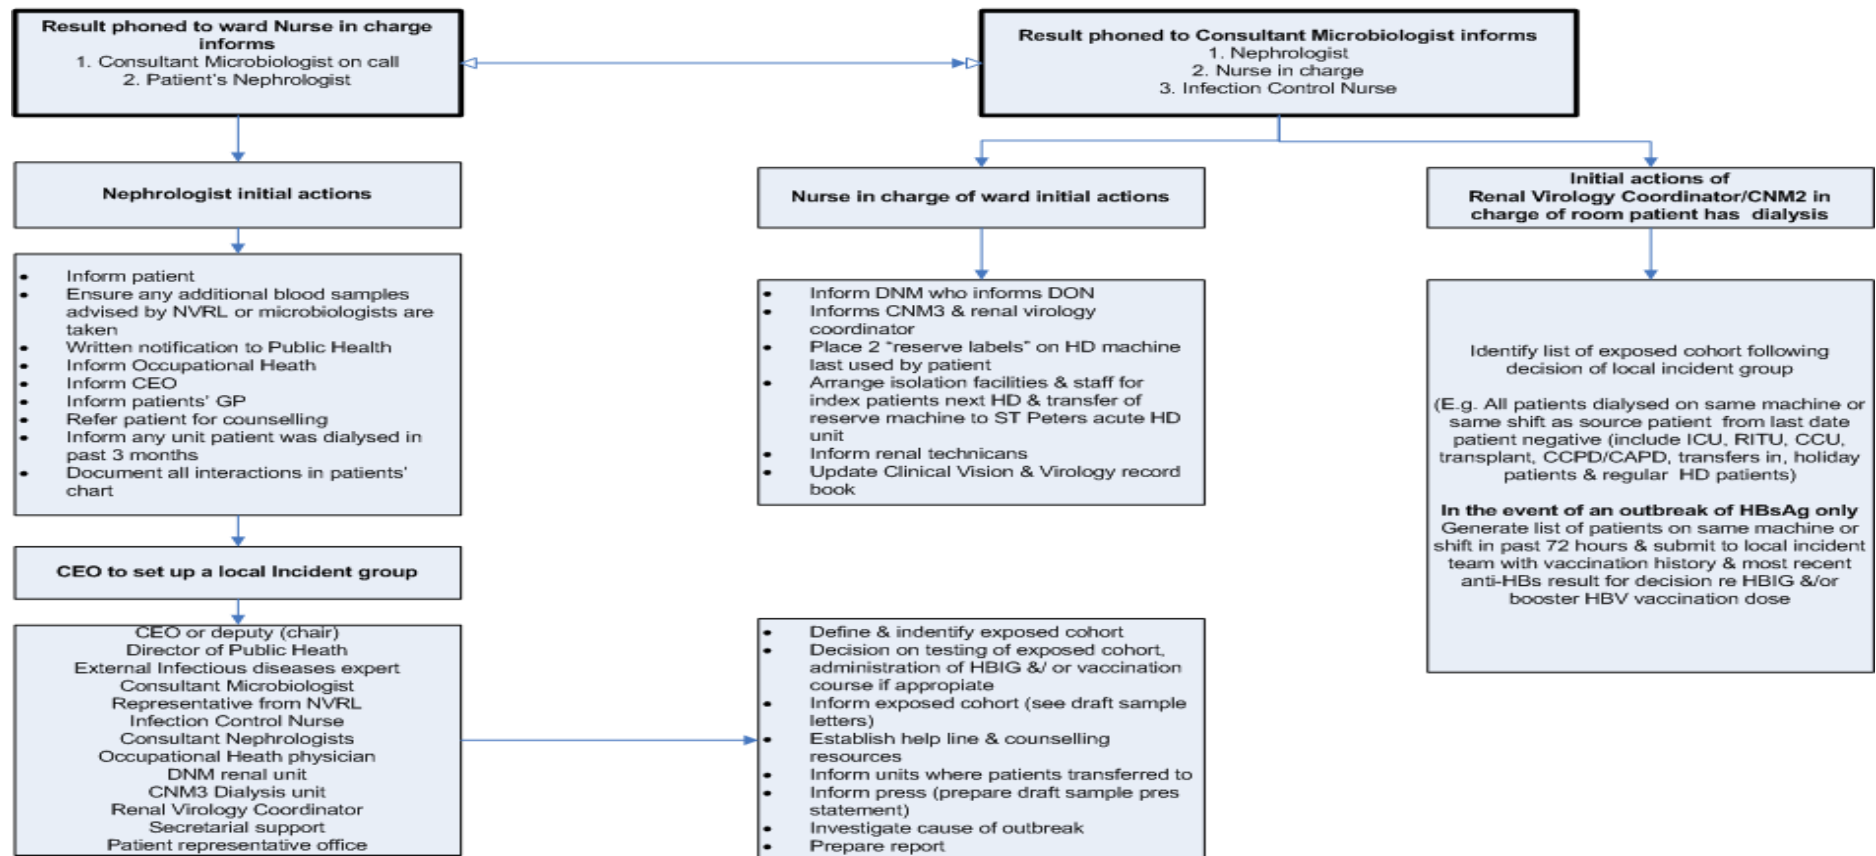 Result phoned to ward Nurse in charge
informs
1. Consultant Microbiologist on call
2. Patient's Nephrologist
Result phoned to Consultant Microbiologist informs
1. Nephrologist
2. Nurse in charge
3. Infection Control Nurse
Nephrologist initial actions
Nurse in charge of ward initial actions
Initial actions of
Renal Virology Coordinator/CNM2 in
charge of room patient has dialysis
• Inform patient
• Ensure any additional blood samples
advised by NVRL or microbiologists are
taken
• Written notification to Public Health
• Inform Occupational Heath
• Inform CEO
• Inform patients' GP
• Refer patient for counselling
• Inform any unit patient was dialysed in
past 3 months
• Document all interactions in patients'
chart
• Inform DNM who informs DON
• Informs CNM3 & renal virology
coordinator
• Place 2 "reserve labels" on HD machine
last used by patient
• Arrange isolation facilities & staff for
index patients next HD & transfer of
reserve machine to ST Peters acute HD
unit
• Inform renal technicans
• Update Clinical Vision & Virology record
book
Identify list of exposed cohort following
decision of local incident group
(E.g. All patients dialysed on same machine or
same shift as source patient from last date
patient negative (include ICU, RITU, CCU,
transplant, CCPD/CAPD, transfers in, holiday
patients & regular HD patients)
In the event of an outbreak of HBsAg only
Generate list of patients on same machine or
shift in past 72 hours & submit to local incident
team with vaccination history & most recent
anti-HBs result for decision re HBIG &/or
booster HBV vaccination dose
CEO to set up a local Incident group
CEO or deputy (chair)
Director of Public Heath
External Infectious diseases expert
Consultant Microbiologist
Representative from NVRL
Infection Control Nurse
Consultant Nephrologists
Occupational Heath physician
DNM renal unit
CNM3 Dialysis unit
Renal Virology Coordinator
Secretarial support
Patient representative office
• Define & indentify exposed cohort
• Decision on testing of exposed cohort,
administration of HBIG &/ or vaccination
course if appropiate
• Inform exposed cohort (see draft sample
letters)
• Establish help line & counselling
resources
• Inform units where patients transferred to
• Inform press (prepare draft sample pres
statement)
• Investigate cause of outbreak
• Prepare report